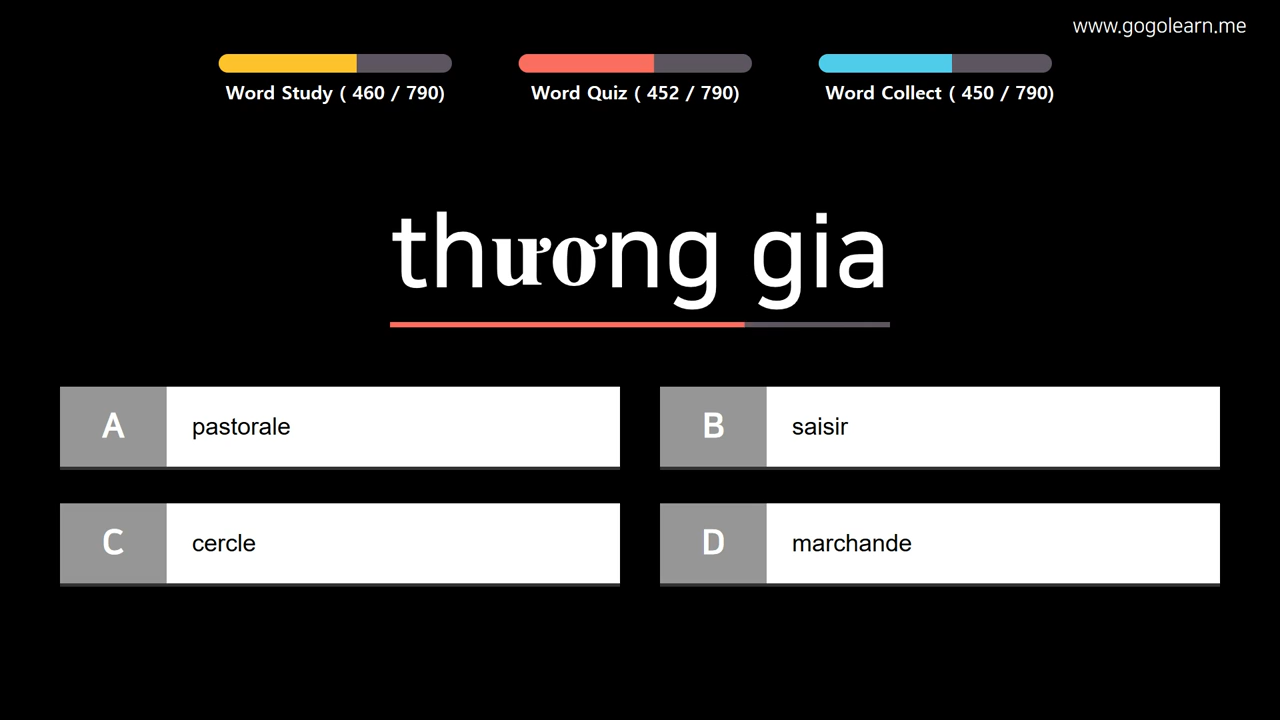 www.gogolearn.me
Word Study ( 460 / 790)
Word Quiz ( 452 / 790)
Word Collect ( 450 / 790)
thương gia
A pastorale
B saisir
C cercle
D marchande